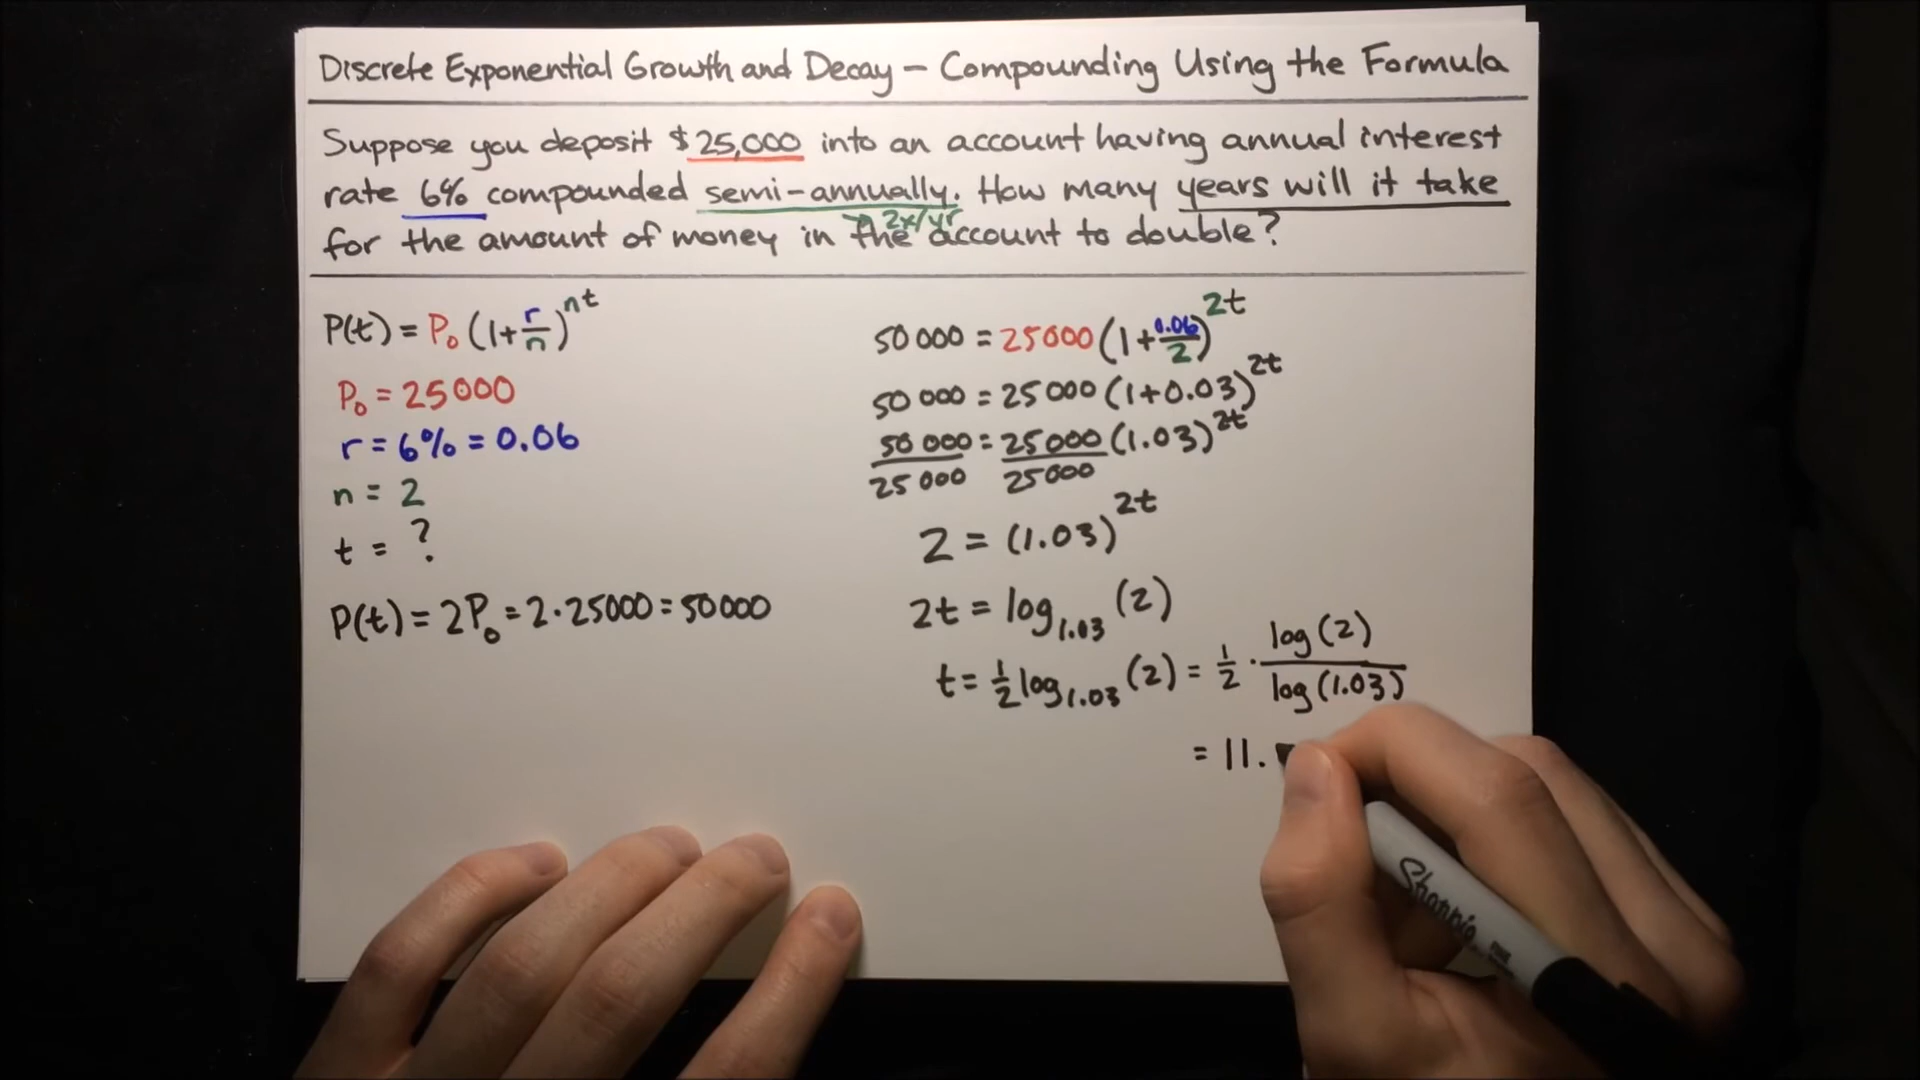 Discrete Exponential Growth and Decay – Compounding Using the Formula
Suppose you deposit $25,000 into an account having annual interest
rate 6% compounded semi-annually. How many years will it take
→ 2x/yr
for the amount of money in the account to double?
P(t) = P₀ (1+r/n)^nt
P₀ = 25000
r = 6% = 0.06
n = 2
t = ?
P(t) = 2P₀ = 2·25000 = 50000
50000 = 25000 (1+0.06/2)^2t
50000 = 25000 (1+0.03)^2t
50000/25000 = 25000/25000 (1.03)^2t
2 = (1.03)^2t
2t = log₁.₀₃ (2)
t = 1/2 log₁.₀₃ (2) = 1/2 · log(2)/log(1.03)
= 11.
Sharpie